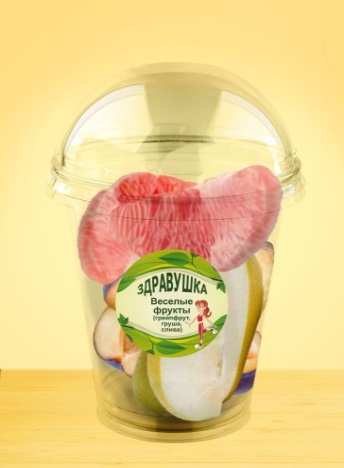 ЗДРАВУШКА
Веселые
фрукты
(грейпфрут,
груша,
слива)